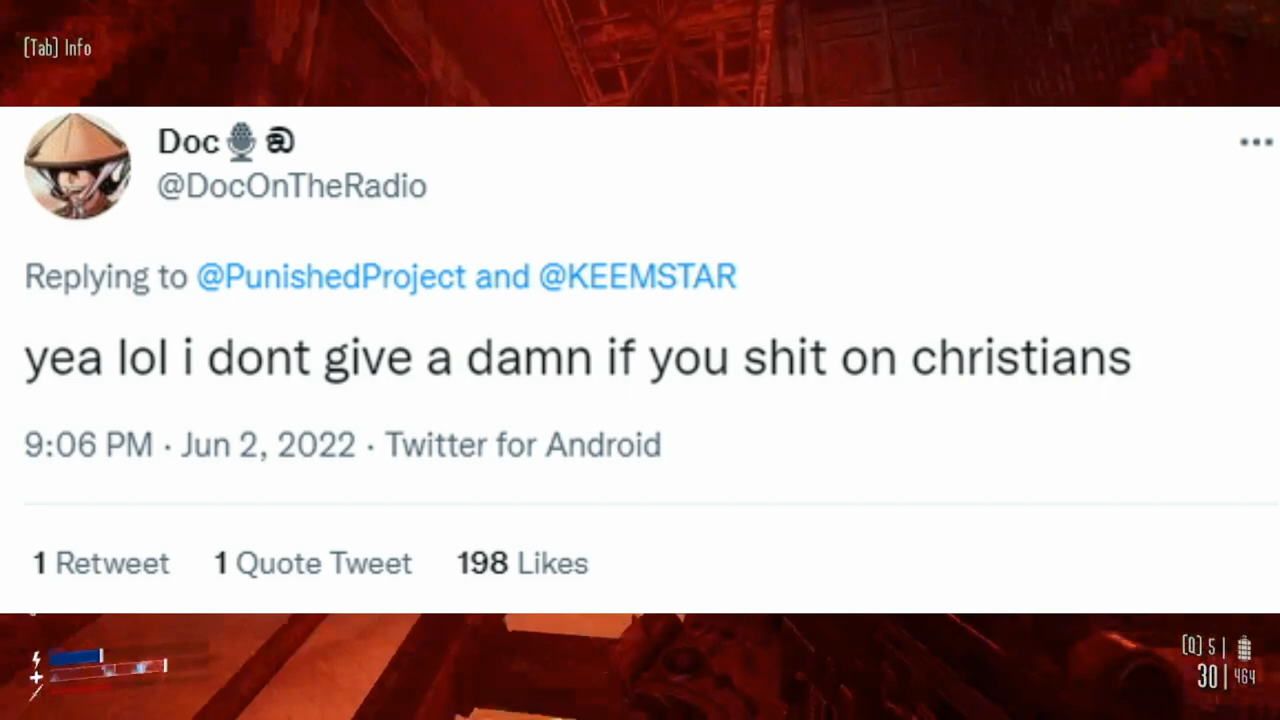 [Tab] Info
Doc🎙️ඞ
@DocOnTheRadio
Replying to @PunishedProject and @KEEMSTAR
yea lol i dont give a damn if you shit on christians
9:06 PM · Jun 2, 2022 · Twitter for Android
1 Retweet 1 Quote Tweet 198 Likes
[Q] 5 |
30 | 464